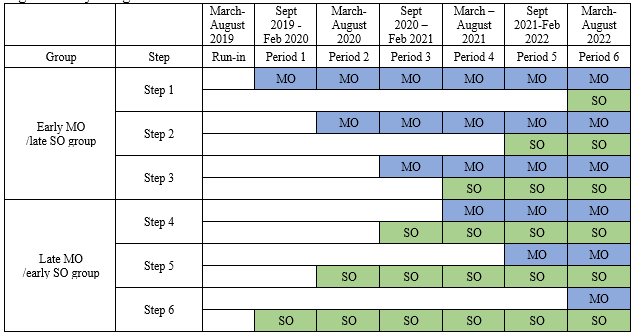 March-August 2019 Sept 2019 - Feb 2020 March-August 2020 Sept 2020 – Feb 2021 March – August 2021 Sept 2021-Feb 2022 March-August 2022
Group Step Run-in Period 1 Period 2 Period 3 Period 4 Period 5 Period 6
Early MO /late SO group
Step 1 MO MO MO MO MO MO
SO
Step 2 MO MO MO MO MO
SO SO
Step 3 MO MO MO MO
SO SO SO
Late MO /early SO group
Step 4 MO MO MO
SO SO SO SO
Step 5 MO MO
SO SO SO SO SO
Step 6 MO
SO SO SO SO SO SO